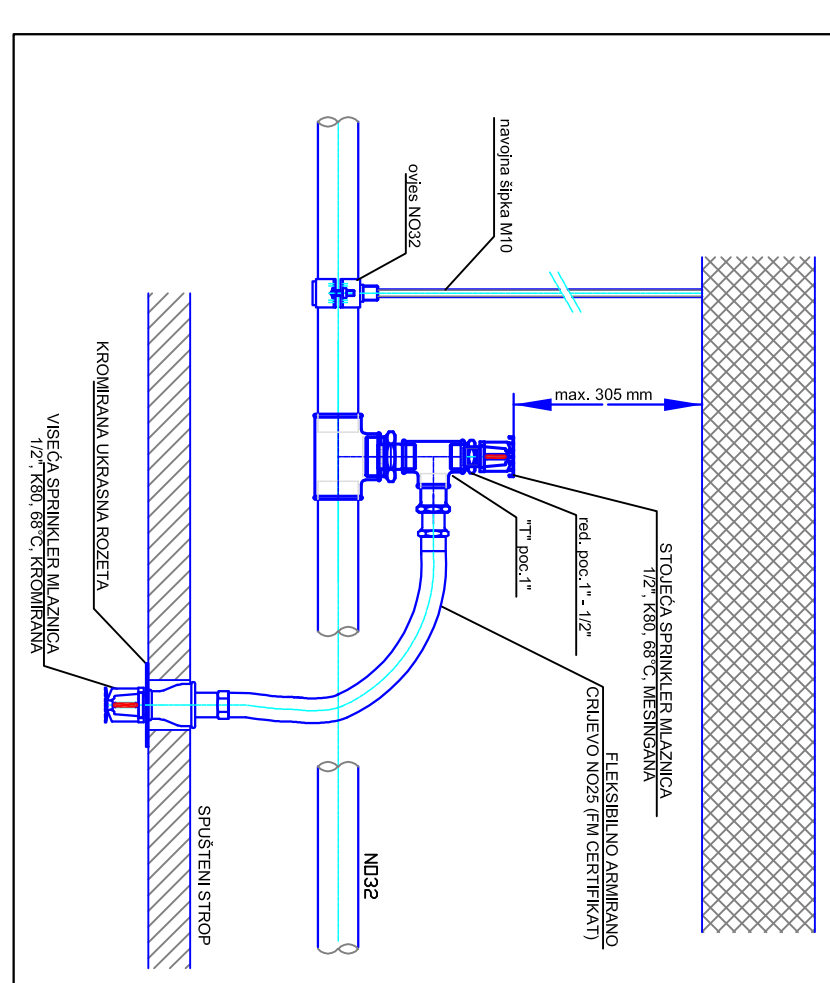 navojna šipka M10
ovjes NO32
max. 305 mm
STOJEĆA SPRINKLER MLAZNICA
1/2", K80, 68°C, MESINGANA
red. poc.1" - 1/2"
"T" poc.1"
FLEKSIBILNO ARMIRANO
CRIJEVO NO25 (FM CERTIFIKAT)
KROMIRANA UKRASNA ROZETA
VISEĆA SPRINKLER MLAZNICA
1/2", K80, 68°C, KROMIRANA
SPUŠTENI STROP
NO32